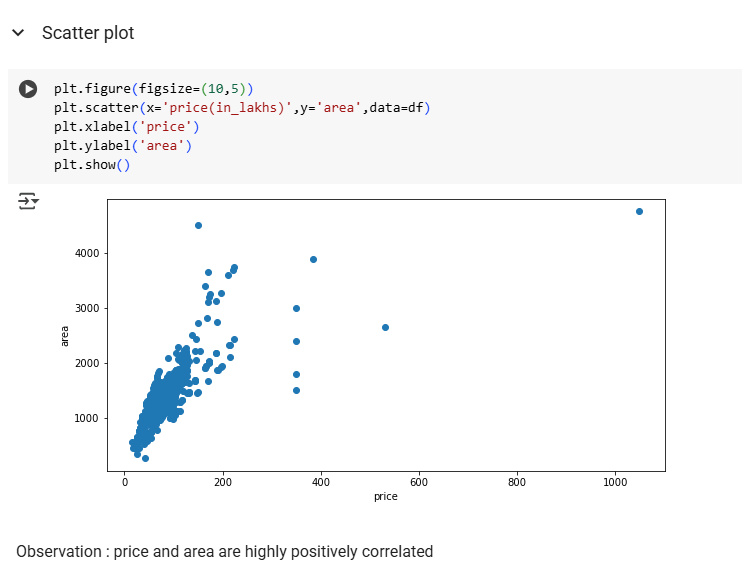 Scatter plot
plt.figure(figsize=(10,5))
plt.scatter(x='price(in_lakhs)',y='area',data=df)
plt.xlabel('price')
plt.ylabel('area')
plt.show()
4000
3000
2000
1000
area
0 200 400 600 800 1000
price
Observation : price and area are highly positively correlated